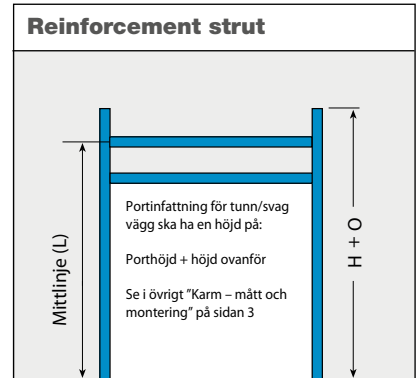 Reinforcement strut
Mittlinje (L)
Portinfattning för tunn/svag
vägg ska ha en höjd på:
Porthöjd + höjd ovanför
Se i övrigt ”Karm – mått och
montering” på sidan 3
H + O